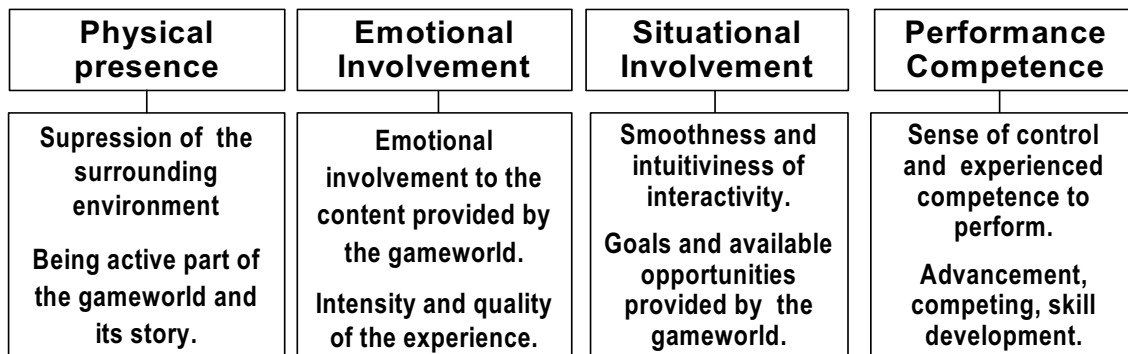 Physical
presence
Supression of the
surrounding
environment
Being active part of
the gameworld and
its story.
Emotional
Involvement
Emotional
involvement to the
content provided by
the gameworld.
Intensity and quality
of the experience.
Situational
Involvement
Smoothness and
intuitiviness of
interactivity.
Goals and available
opportunities
provided by the
gameworld.
Performance
Competence
Sense of control
and experienced
competence to
perform.
Advancement,
competing, skill
development.